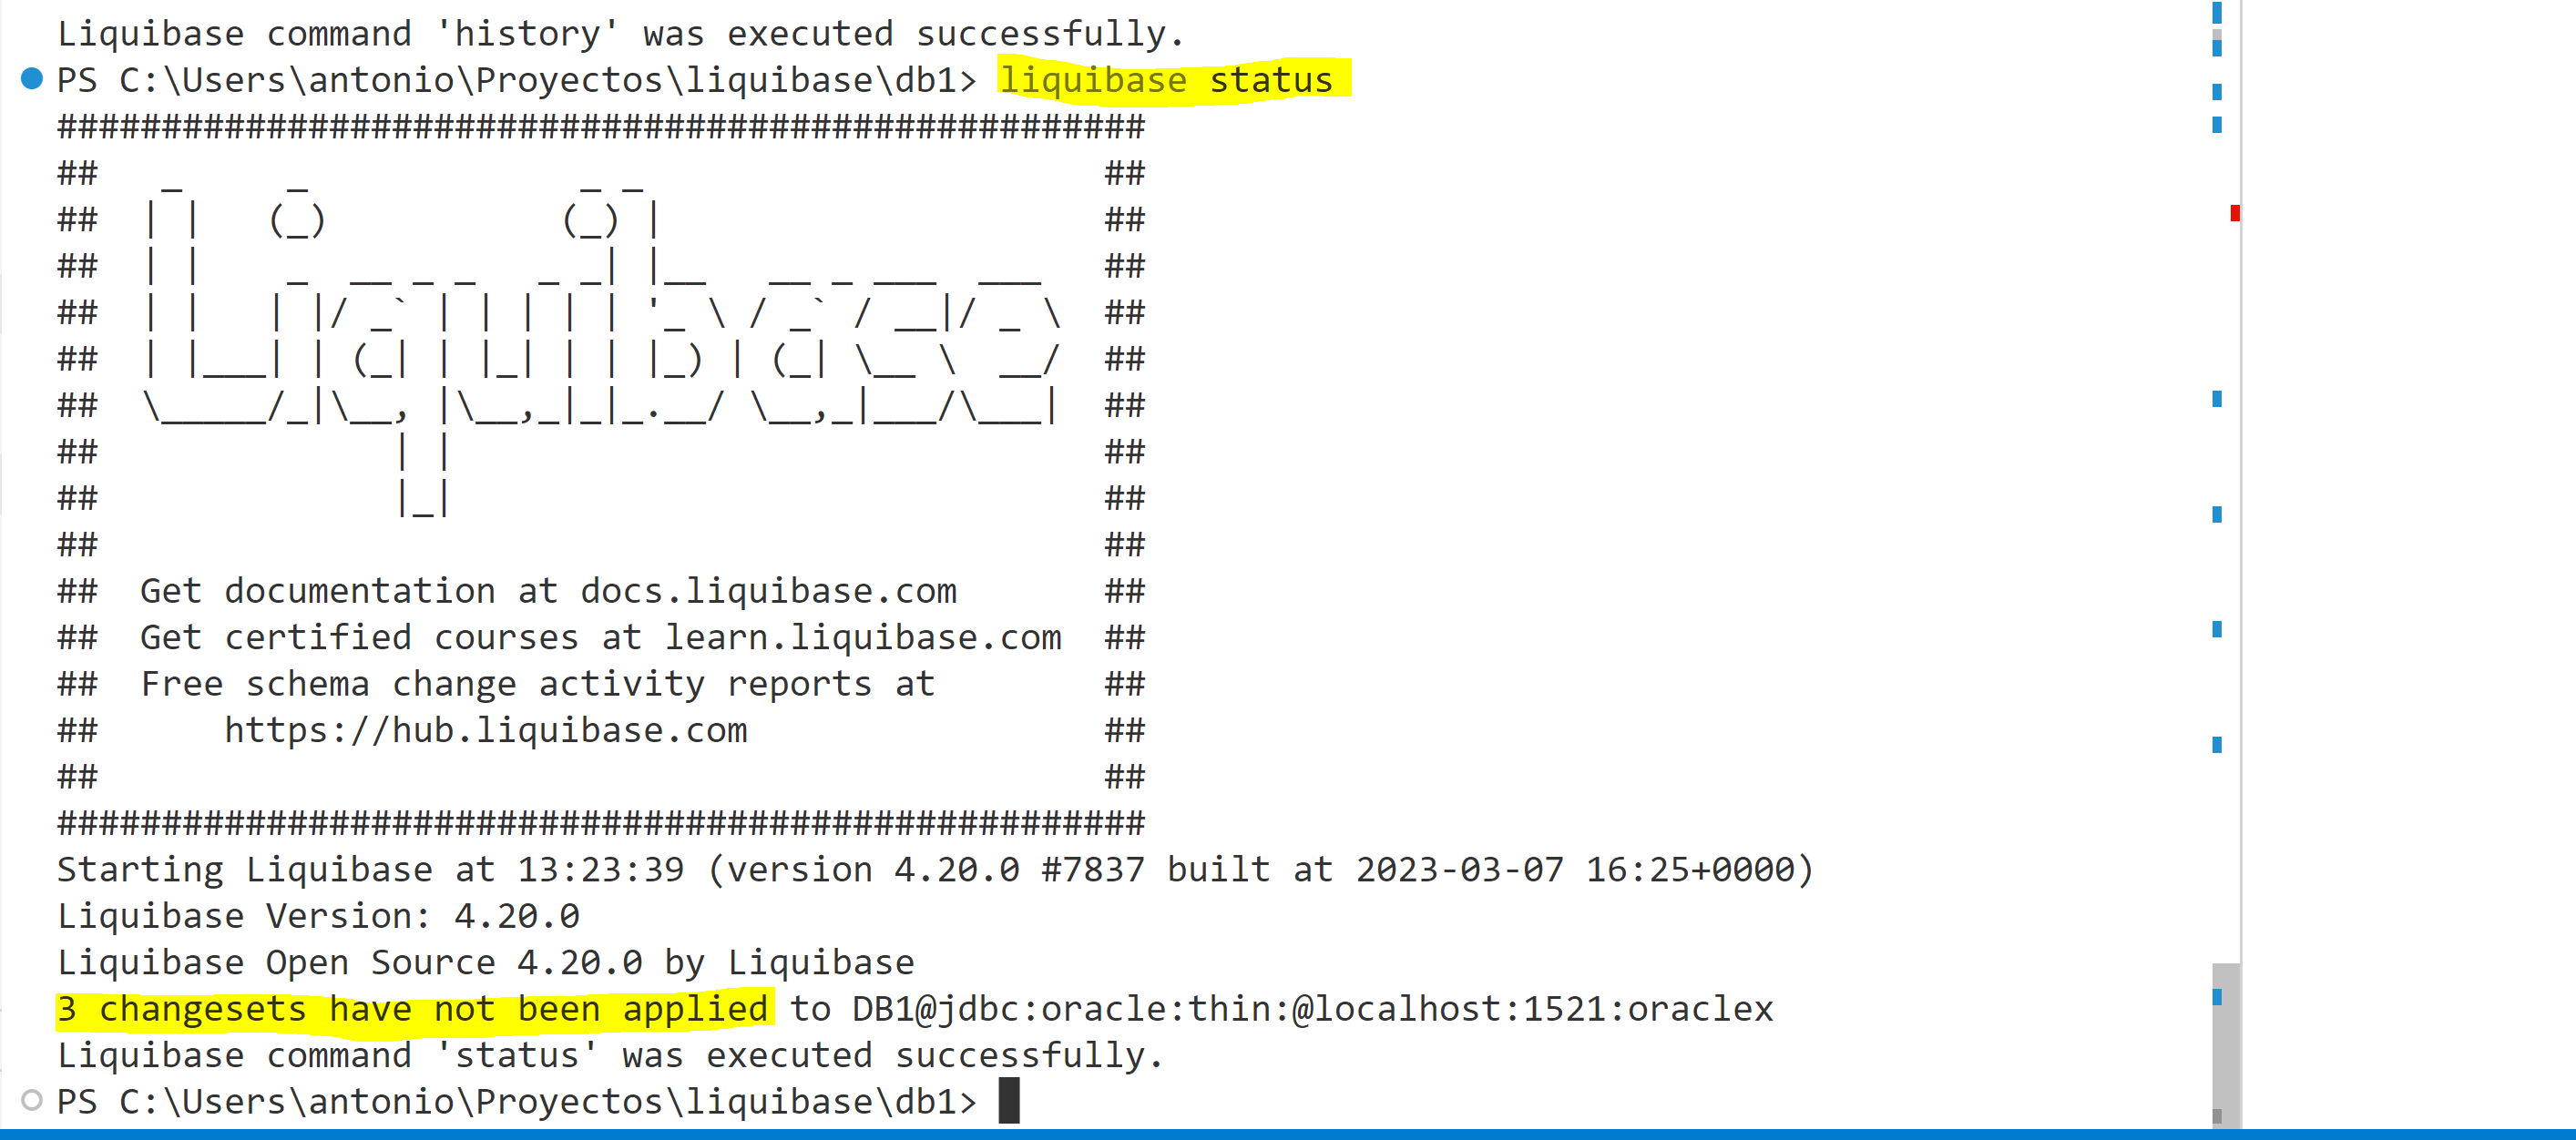 Liquibase command 'history' was executed successfully.
PS C:\Users\antonio\Proyectos\liquibase\db1> liquibase status
####################################################
##   _     _             _ _                      ##
##  | |   (_)           (_) |                     ##
##  | |    _  __ _ _   _ _| |__   __ _ ___  ___   ##
##  | |   | |/ _` | | | | | '_ \ / _` / __|/ _ \  ##
##  | |___| | (_| | |_| | | |_) | (_| \__ \  __/  ##
##  \_____/_|\__, |\__,_|_|_.__/ \__,_|___/\___|  ##
##              | |                               ##
##              |_|                               ##
##                                                ##
##  Get documentation at docs.liquibase.com       ##
##  Get certified courses at learn.liquibase.com  ##
##  Free schema change activity reports at        ##
##      https://hub.liquibase.com                 ##
##                                                ##
####################################################
Starting Liquibase at 13:23:39 (version 4.20.0 #7837 built at 2023-03-07 16:25+0000)
Liquibase Version: 4.20.0
Liquibase Open Source 4.20.0 by Liquibase
3 changesets have not been applied to DB1@jdbc:oracle:thin:@localhost:1521:oraclex
Liquibase command 'status' was executed successfully.
PS C:\Users\antonio\Proyectos\liquibase\db1>